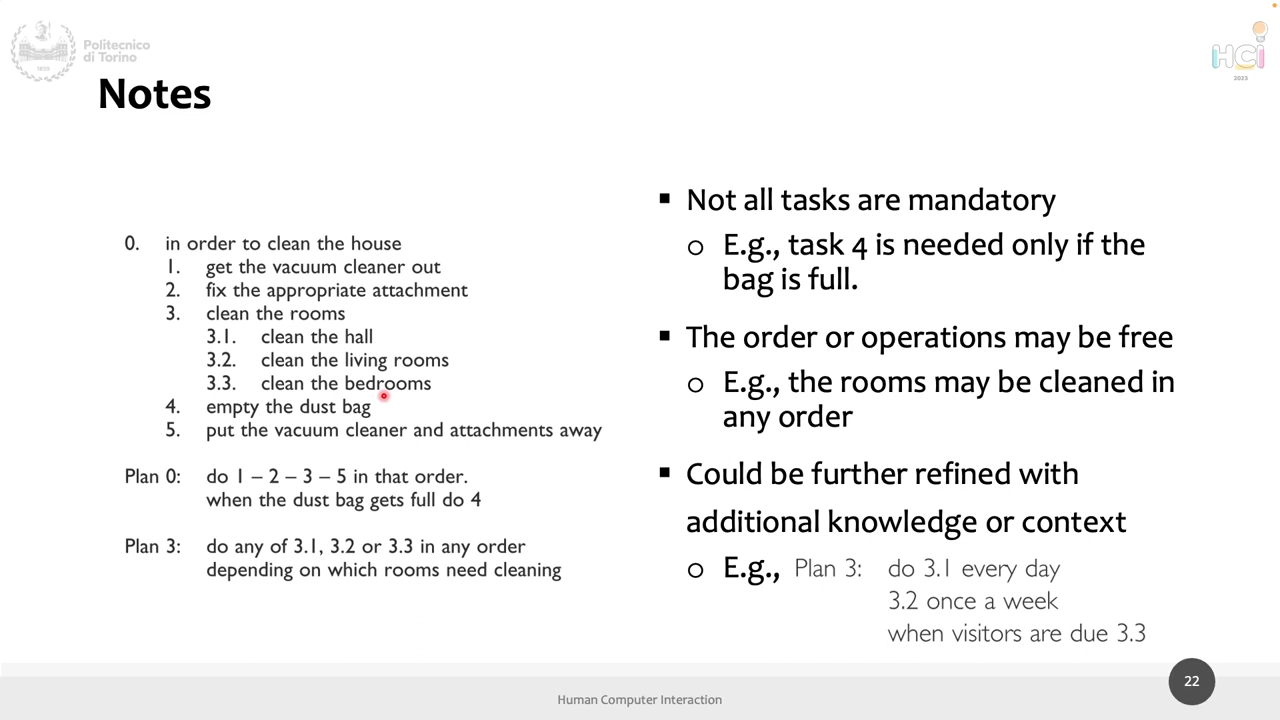 Politecnico
di Torino
1859
HCI
2023
Notes
0. in order to clean the house
1. get the vacuum cleaner out
2. fix the appropriate attachment
3. clean the rooms
3.1. clean the hall
3.2. clean the living rooms
3.3. clean the bedrooms
4. empty the dust bag
5. put the vacuum cleaner and attachments away
Plan 0: do 1 – 2 – 3 – 5 in that order.
when the dust bag gets full do 4
Plan 3: do any of 3.1, 3.2 or 3.3 in any order
depending on which rooms need cleaning
▪ Not all tasks are mandatory
o E.g., task 4 is needed only if the
bag is full.
▪ The order or operations may be free
o E.g., the rooms may be cleaned in
any order
▪ Could be further refined with
additional knowledge or context
o E.g., Plan 3: do 3.1 every day
3.2 once a week
when visitors are due 3.3
Human Computer Interaction
22